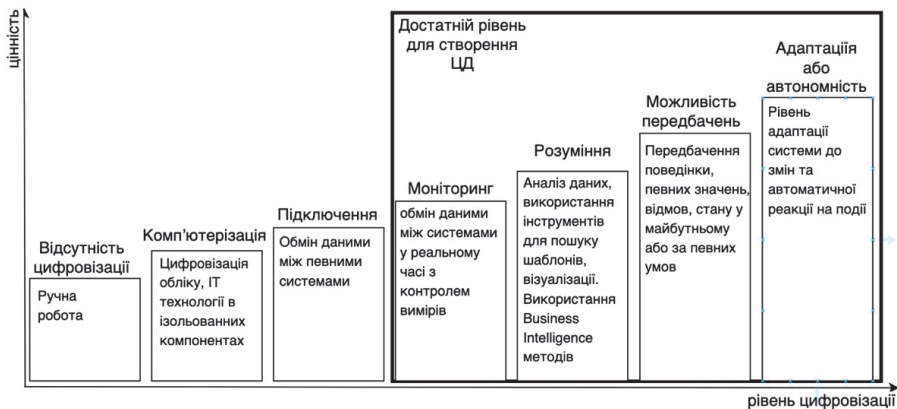 цінність
Достатній рівень
для створення
ЦД
Відсутність
цифровізації
Ручна
робота
Комп'ютерізація
Цифровізація
обліку, ІТ
технології в
ізольованних
компонентах
Підключення
Обмін даними
між певними
системами
Моніторинг
обмін даними
між системами
у реальному
часі з
контролем
вимірів
Розуміння
Аналіз даних,
використання
інструментів
для пошуку
шаблонів,
візуалізації.
Використання
Business
Intelligence
методів
Можливість
передбачень
Передбачення
поведінки,
певних значень,
відмов, стану у
майбутньому
або за певних
умов
Адаптаціїя
або
автономність
Рівень
адаптації
системи до
змін та
автоматичної
реакції на події
рівень цифровізації